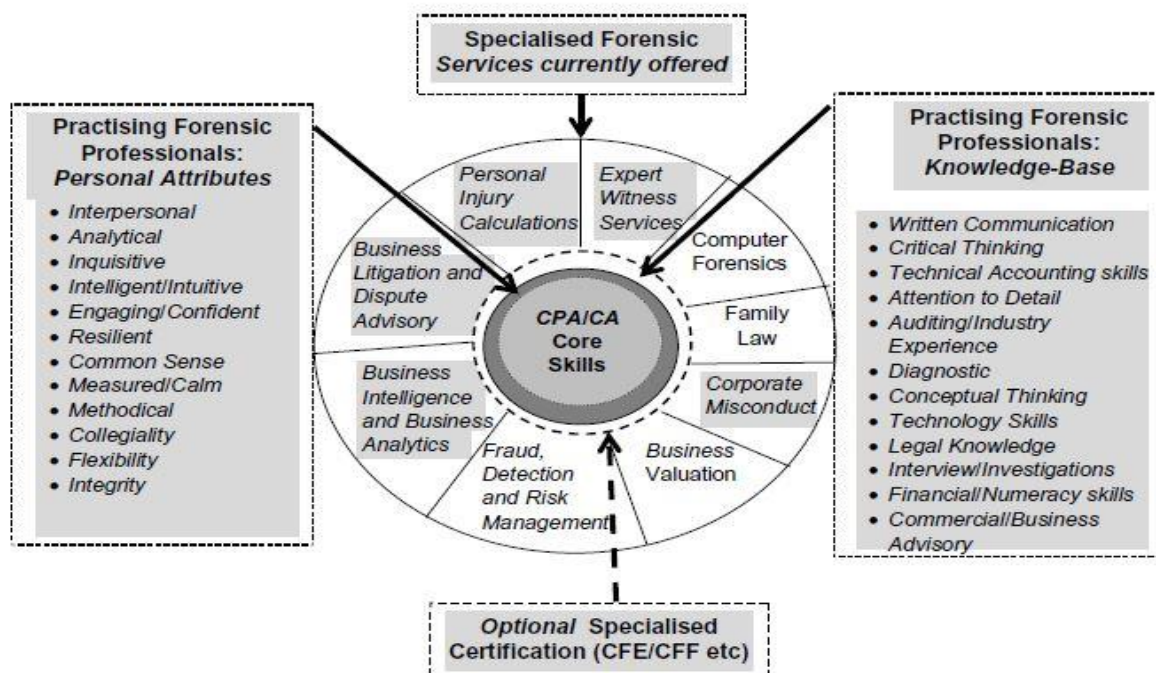 Specialised Forensic
Services currently offered
Practising Forensic
Professionals:
Personal Attributes
• Interpersonal
• Analytical
• Inquisitive
• Intelligent/Intuitive
• Engaging/Confident
• Resilient
• Common Sense
• Measured/Calm
• Methodical
• Collegiality
• Flexibility
• Integrity
Personal
Injury
Calculations
Expert
Witness
Services
Computer
Forensics
Family
Law
Corporate
Misconduct
Business
Valuation
Fraud,
Detection
and Risk
Management
Business
Intelligence
and Business
Analytics
Business
Litigation and
Dispute
Advisory
CPA/CA
Core
Skills
Practising Forensic
Professionals:
Knowledge-Base
• Written Communication
• Critical Thinking
• Technical Accounting skills
• Attention to Detail
• Auditing/Industry
Experience
• Diagnostic
• Conceptual Thinking
• Technology Skills
• Legal Knowledge
• Interview/Investigations
• Financial/Numeracy skills
• Commercial/Business
Advisory
Optional Specialised
Certification (CFE/CFF etc)